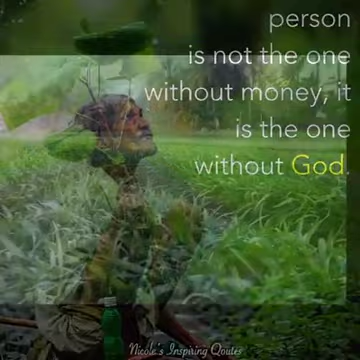 person
is not the one
without money, it
is the one
without God.
Nicole's Inspiring Qoutes